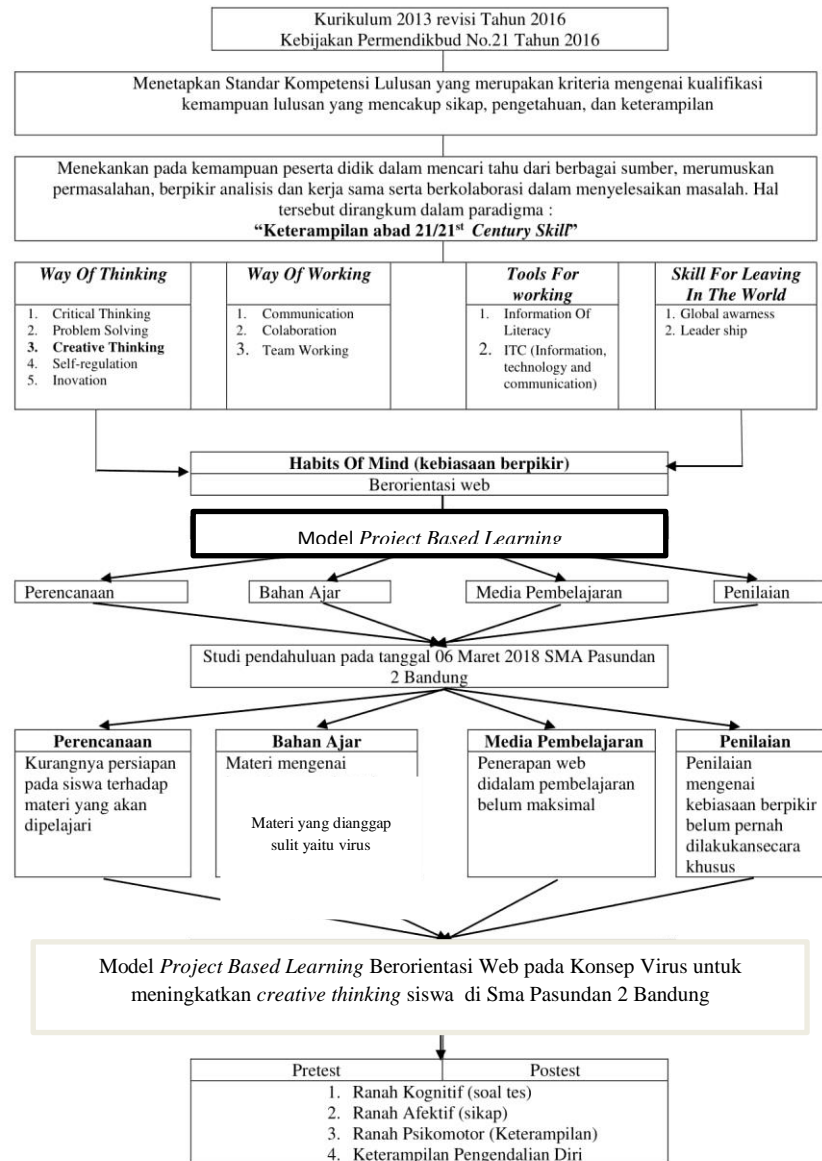 Kurikulum 2013 revisi Tahun 2016
Kebijakan Permendikbud No.21 Tahun 2016
Menetapkan Standar Kompetensi Lulusan yang merupakan kriteria mengenai kualifikasi
kemampuan lulusan yang mencakup sikap, pengetahuan, dan keterampilan
Menekankan pada kemampuan peserta didik dalam mencari tahu dari berbagai sumber, merumuskan
permasalahan, berpikir analisis dan kerja sama serta berkolaborasi dalam menyelesaikan masalah. Hal
tersebut dirangkum dalam paradigma :
“Keterampilan abad 21/21st Century Skill”
Way Of Thinking
1. Critical Thinking
2. Problem Solving
3. Creative Thinking
4. Self-regulation
5. Inovation
Way Of Working
1. Communication
2. Colaboration
3. Team Working
Tools For
working
1. Information Of
Literacy
2. ITC (Information,
technology and
communication)
Skill For Leaving
In The World
1. Global awarness
2. Leader ship
Habits Of Mind (kebiasaan berpikir)
Berorientasi web
Model Project Based Learning
Perencanaan
Bahan Ajar
Media Pembelajaran
Penilaian
Studi pendahuluan pada tanggal 06 Maret 2018 SMA Pasundan
2 Bandung
Perencanaan
Kurangnya persiapan
pada siswa terhadap
materi yang akan
dipelajari
Bahan Ajar
Materi mengenai
Materi yang dianggap
sulit yaitu virus
Media Pembelajaran
Penerapan web
didalam pembelajaran
belum maksimal
Penilaian
Penilaian
mengenai
kebiasaan berpikir
belum pernah
dilakukansecara
khusus
Model Project Based Learning Berorientasi Web pada Konsep Virus untuk
meningkatkan creative thinking siswa di Sma Pasundan 2 Bandung
Pretest
Postest
1. Ranah Kognitif (soal tes)
2. Ranah Afektif (sikap)
3. Ranah Psikomotor (Keterampilan)
4. Keterampilan Pengendalian Diri